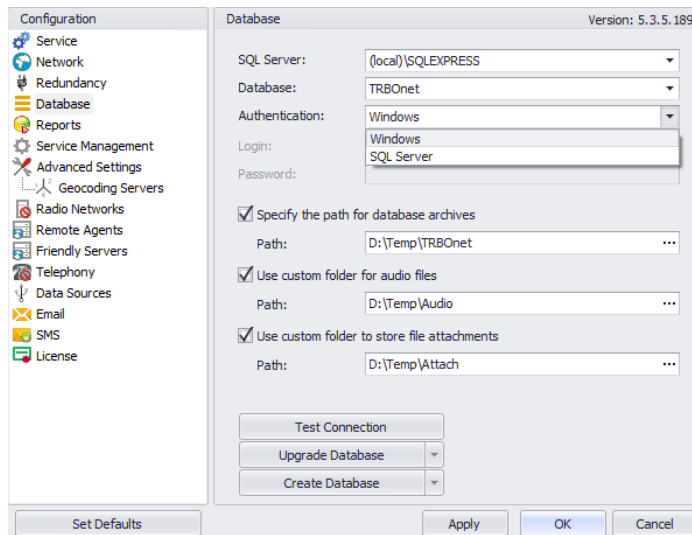 Configuration
Service
Network
Redundancy
Database
Reports
Service Management
Advanced Settings
Geocoding Servers
Radio Networks
Remote Agents
Friendly Servers
Telephony
Data Sources
Email
SMS
License
Set Defaults
Database Version: 5.3.5.189
SQL Server: (local)\SQLEXPRESS
Database: TRBOnet
Authentication: Windows
Windows
SQL Server
Login:
Password:
Specify the path for database archives
Path: D:\Temp\TRBOnet ...
Use custom folder for audio files
Path: D:\Temp\Audio ...
Use custom folder to store file attachments
Path: D:\Temp\Attach ...
Test Connection
Upgrade Database
Create Database
Apply OK Cancel